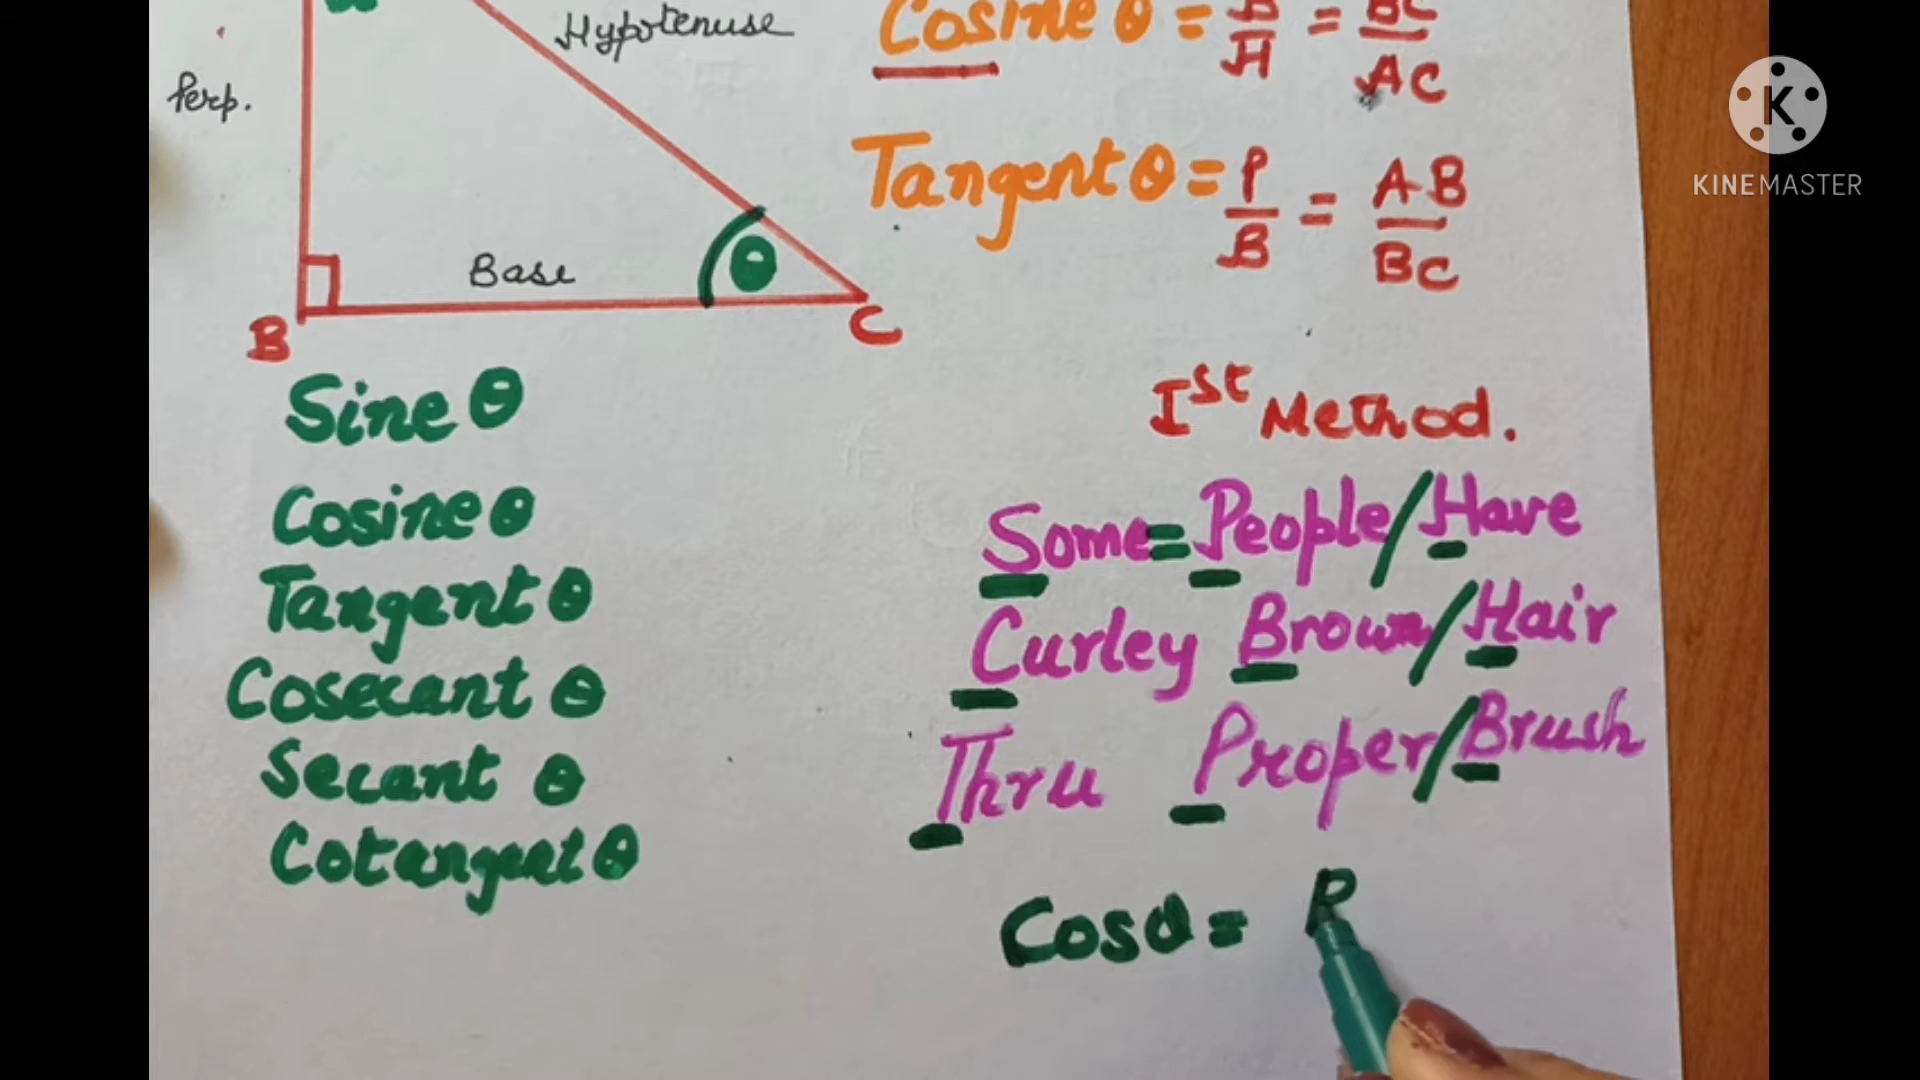 Hypotenuse
Cosine θ = B/H = BC/AC
Perp.
Tangent θ = P/B = AB/BC
Base
θ
B
C
Sine θ
Cosine θ
Tangent θ
Cosecant θ
Secant θ
Cotangent θ
Ist Method.
Some = People / Have
Curley Brown / Hair
Thru Proper / Brush
Cos =
K
KINEMASTER